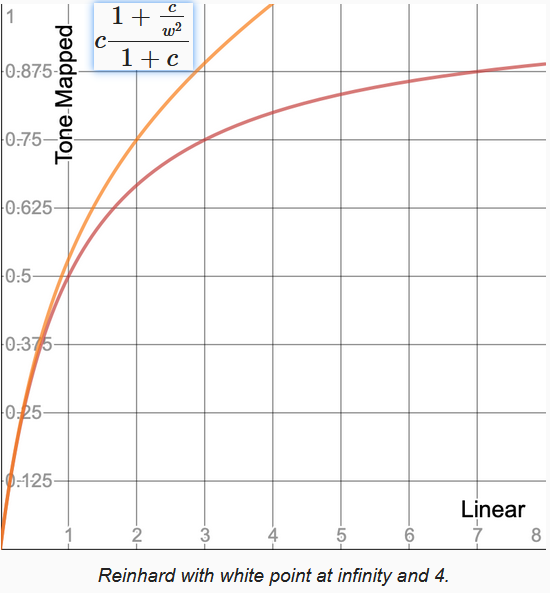 1
c (1 + c/w²)/(1 + c)
Tone-Mapped
0.875
0.75
0.625
0.5
0.375
0.25
0.125
Linear
1 2 3 4 5 6 7 8
Reinhard with white point at infinity and 4.